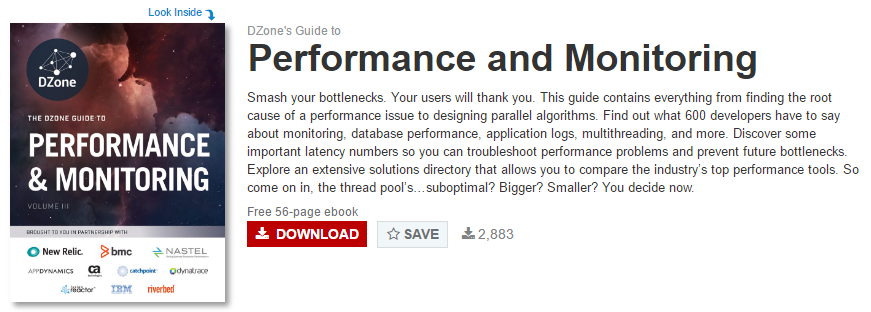 Look Inside
DZone
THE DZONE GUIDE TO
PERFORMANCE
& MONITORING
VOLUME III
BROUGHT TO YOU IN PARTNERSHIP WITH
New Relic.
bmc
NASTEL
APPDYNAMICS
ca
technologies
catchpoint
dynatrace
reactor
IBM
riverbed
DZone's Guide to
Performance and Monitoring
Smash your bottlenecks. Your users will thank you. This guide contains everything from finding the root
cause of a performance issue to designing parallel algorithms. Find out what 600 developers have to say
about monitoring, database performance, application logs, multithreading, and more. Discover some
important latency numbers so you can troubleshoot performance problems and prevent future bottlenecks.
Explore an extensive solutions directory that allows you to compare the industry's top performance tools. So
come on in, the thread pool's…suboptimal? Bigger? Smaller? You decide now.
Free 56-page ebook
DOWNLOAD
SAVE
2,883